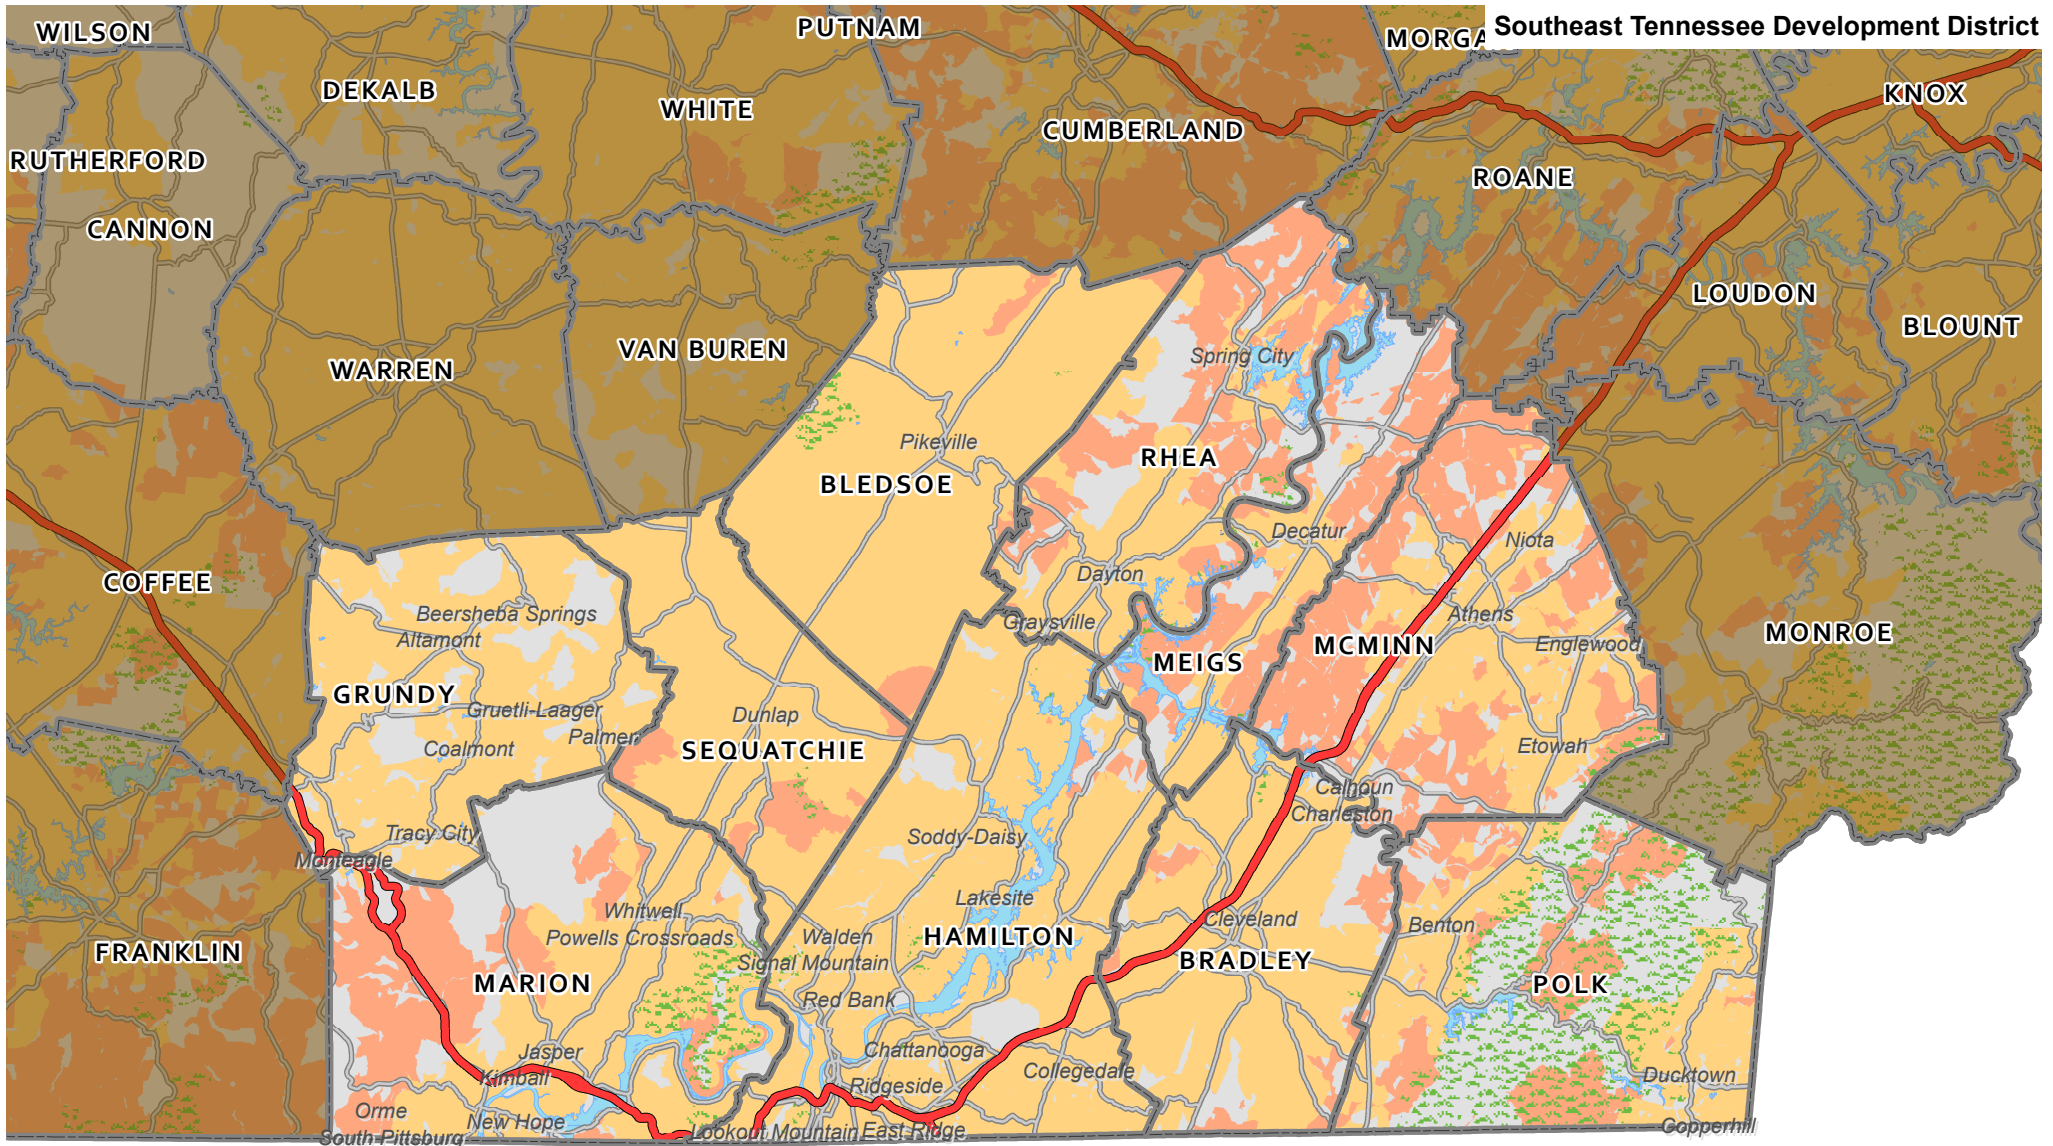 Southeast Tennessee Development District
WILSON
PUTNAM
MORGA
DEKALB
WHITE
KNOX
CUMBERLAND
RUTHERFORD
ROANE
CANNON
LOUDON
BLOUNT
VAN BUREN
WARREN
Spring City
Pikeville
RHEA
BLEDSOE
Decatur
Niota
Dayton
COFFEE
Beersheba Springs
Athens
Graysville
Altamont
MCMINN
Englewood
MONROE
MEIGS
GRUNDY
Gruetli-Laager
Dunlap
Palmer
Coalmont
SEQUATCHIE
Etowah
Calhoun
Charleston
Tracy City
Soddy-Daisy
Monteagle
Lakesite
Whitwell
Cleveland
Benton
Powells Crossroads
Walden
HAMILTON
FRANKLIN
Signal Mountain
BRADLEY
MARION
POLK
Red Bank
Jasper
Chattanooga
Collegedale
Kimball
Ridgeside
Ducktown
Orme
New Hope
Lookout Mountain
East Ridge
Copperhill
South Pittsburg